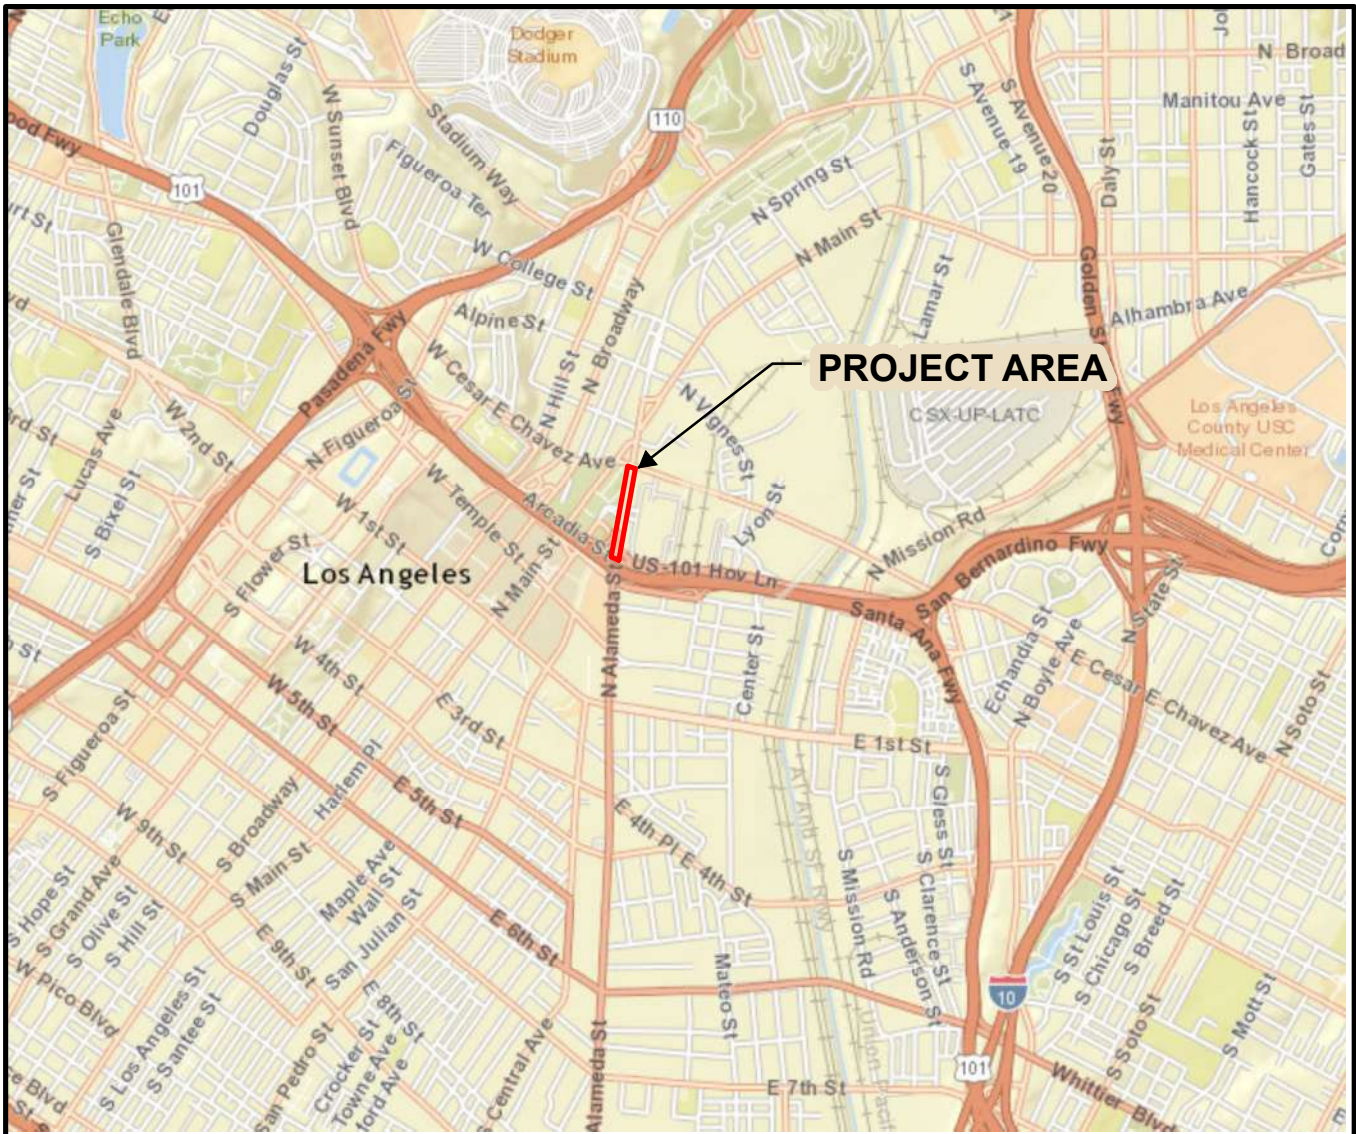 Echo
Park
Dodger
Stadium
N Broad
Manitou Ave
Douglas St
W Sunset Blvd
Stadium Way
Figueroa Ter
110
101
S Avenue 19
S Avenue 20
Daly St
Hancock St
Gates St
N Spring St
N Main St
Glendale Blvd
W College St
N Broadway
Alpine St
Lamar St
Golden S
Fwy
Alhambra Ave
Pasadena Fwy
W Cesar E Chavez Ave
N Hill St
PROJECT AREA
CSX-UP-LATC
Los Angeles
County USC
Medical Center
W 2nd St
Lucas Ave
S Bixel St
N Figueroa St
N Vignes St
Lyon St
W 1st St
W Temple St
Arcadia St
N Main St
US-101 Hov Ln
N Mission Rd
San Bernardino Fwy
Los Angeles
S Flower St
Santa Ana Fwy
N State St
N Alameda St
Center St
Echandia St
N Boyle Ave
E Cesar E Chavez Ave
N Soto St
W 4th St
W 5th St
E 3rd St
E 1st St
S Figueroa St
Harlem Pl
E 5th St
S Broadway
W 9th St
S Main St
E 4th Pl
E 4th St
S Gless St
S Mission Rd
S Clarence St
S Anderson St
S Hope St
S Grand Ave
S Olive St
S Hill St
Maple Ave
Wall St
San Julian St
E 6th St
E 9th St
S St Louis St
S Chicago St
S Breed St
W Pico Blvd
S Los Angeles St
S Santee St
E 8th St
Mateo St
10
S Soto St
S Mott St
San Pedro St
Crocker St
Towne Ave
ford Ave
S Central Ave
Alameda St
E 7th St
101
Whittier Blvd
Union Pacif